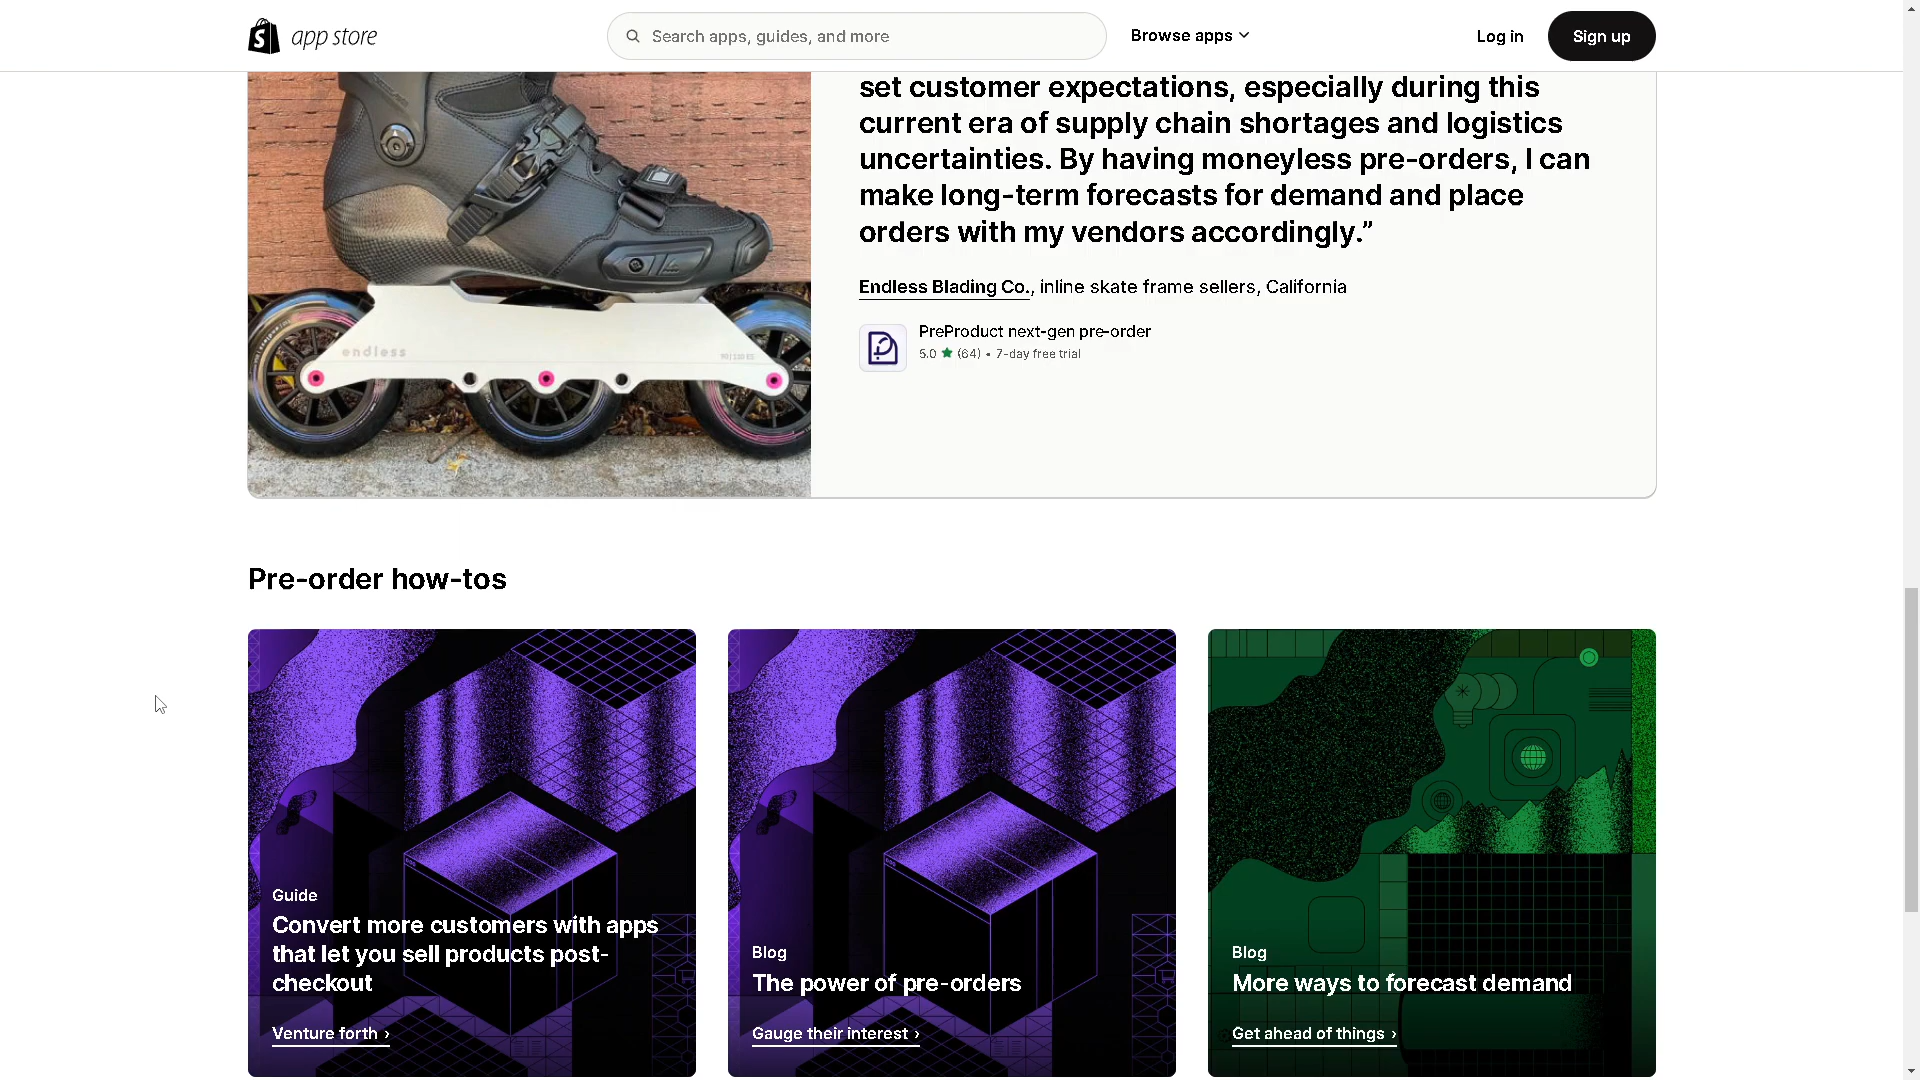 app store
Search apps, guides, and more
Browse apps
Log in
Sign up
set customer expectations, especially during this
current era of supply chain shortages and logistics
uncertainties. By having moneyless pre-orders, I can
make long-term forecasts for demand and place
orders with my vendors accordingly.”
Endless Blading Co., inline skate frame sellers, California
PreProduct next-gen pre-order
5.0 ★ (64) • 7-day free trial
endless
Pre-order how-tos
Guide
Convert more customers with apps
that let you sell products post-
checkout
Venture forth ›
Blog
The power of pre-orders
Gauge their interest ›
Blog
More ways to forecast demand
Get ahead of things ›